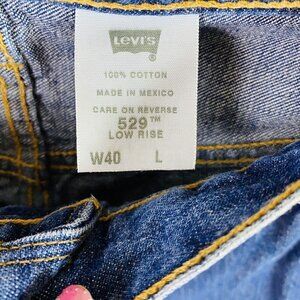 LEVI'S
®
100% COTTON
MADE IN MEXICO
CARE ON REVERSE
529™
LOW RISE
W40 L